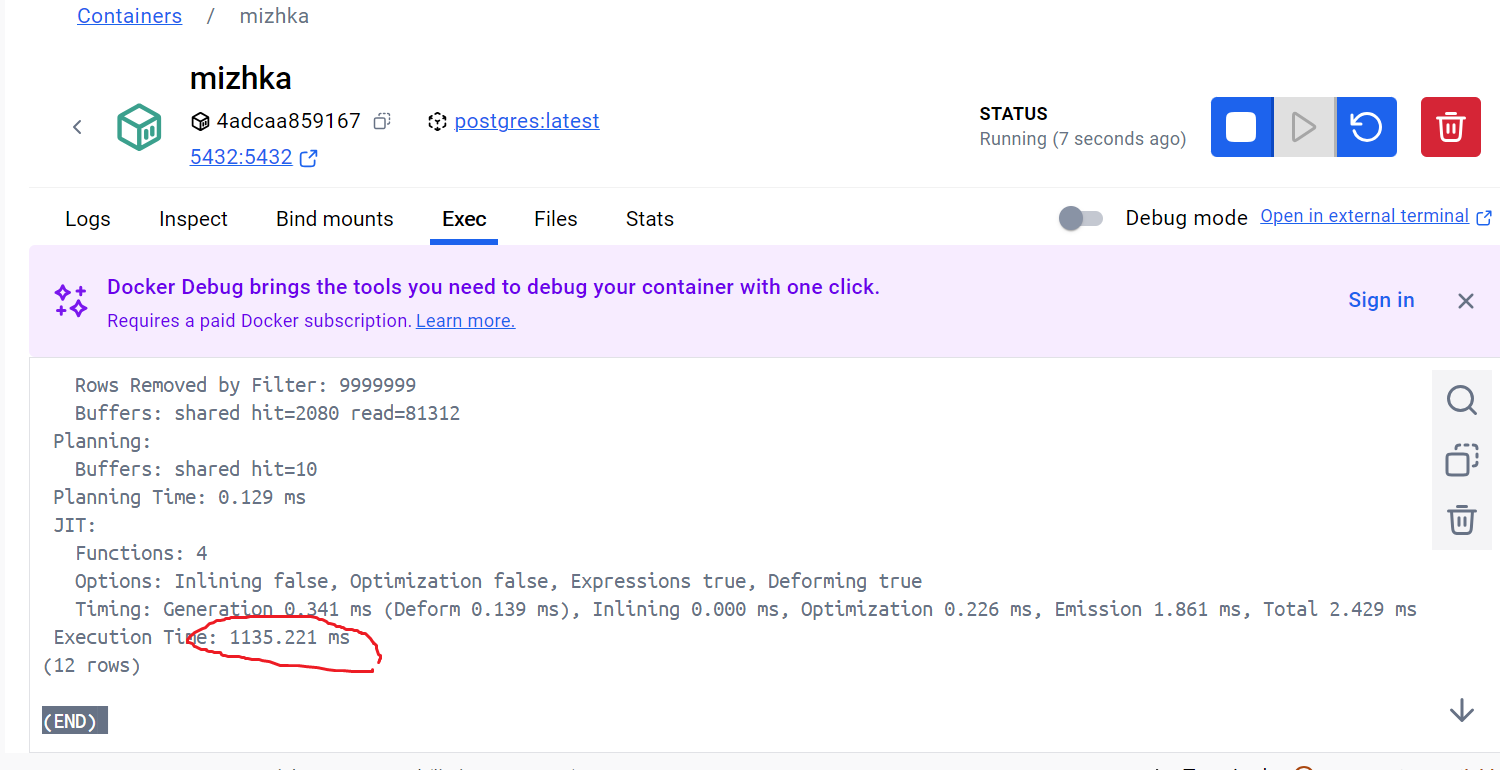 Containers / mizhka
mizhka
4adcaa859167 postgres:latest
5432:5432
STATUS
Running (7 seconds ago)
Logs Inspect Bind mounts Exec Files Stats Debug mode Open in external terminal
Docker Debug brings the tools you need to debug your container with one click.
Requires a paid Docker subscription. Learn more.
Sign in
Rows Removed by Filter: 9999999
Buffers: shared hit=2080 read=81312
Planning:
Buffers: shared hit=10
Planning Time: 0.129 ms
JIT:
Functions: 4
Options: Inlining false, Optimization false, Expressions true, Deforming true
Timing: Generation 0.341 ms (Deform 0.139 ms), Inlining 0.000 ms, Optimization 0.226 ms, Emission 1.861 ms, Total 2.429 ms
Execution Time: 1135.221 ms
(12 rows)
(END)